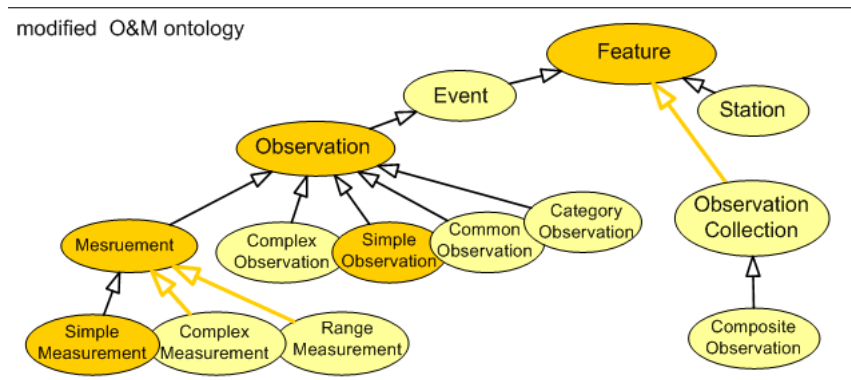 modified O&M ontology
Feature
Event
Station
Observation
Observation
Collection
Category
Observation
Common
Observation
Simple
Observation
Complex
Observation
Mesruement
Simple
Measurement
Complex
Measurement
Range
Measurement
Composite
Observation